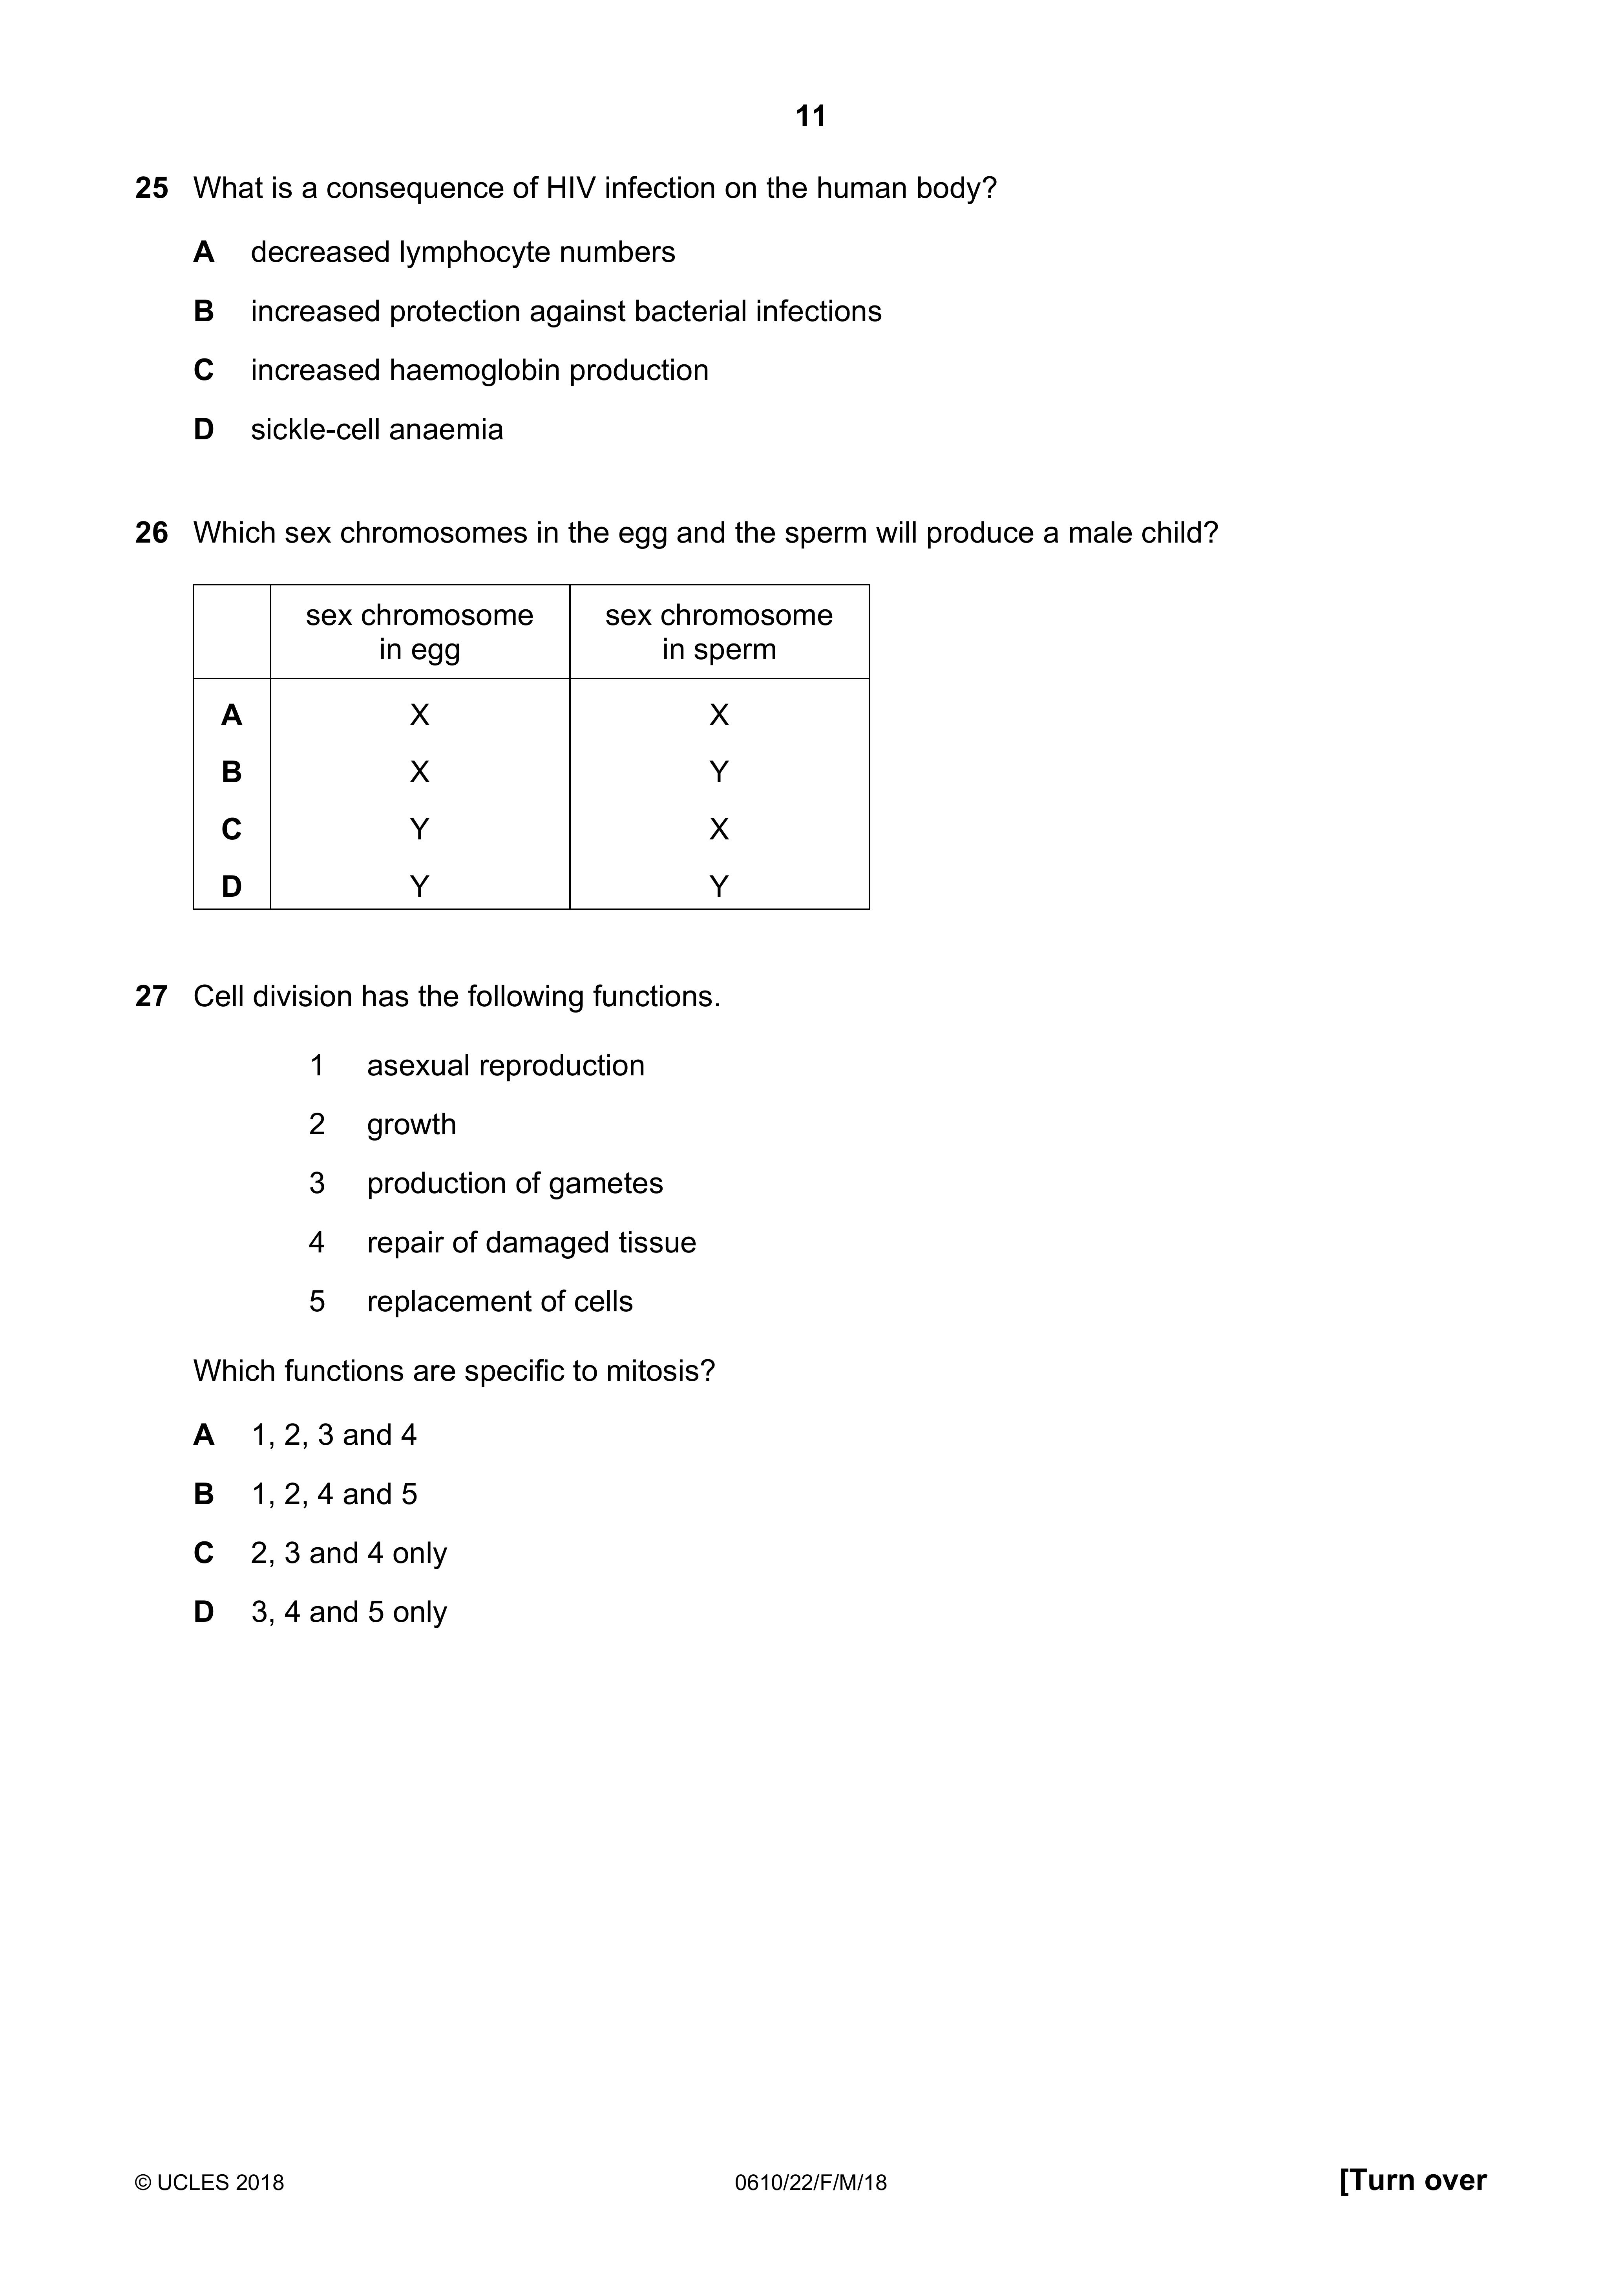 11
25 What is a consequence of HIV infection on the human body?
A decreased lymphocyte numbers
B increased protection against bacterial infections
C increased haemoglobin production
D sickle-cell anaemia
26 Which sex chromosomes in the egg and the sperm will produce a male child?
sex chromosome in egg sex chromosome in sperm
A X X
B X Y
C Y X
D Y Y
27 Cell division has the following functions.
1 asexual reproduction
2 growth
3 production of gametes
4 repair of damaged tissue
5 replacement of cells
Which functions are specific to mitosis?
A 1, 2, 3 and 4
B 1, 2, 4 and 5
C 2, 3 and 4 only
D 3, 4 and 5 only
© UCLES 2018 0610/22/F/M/18 [Turn over